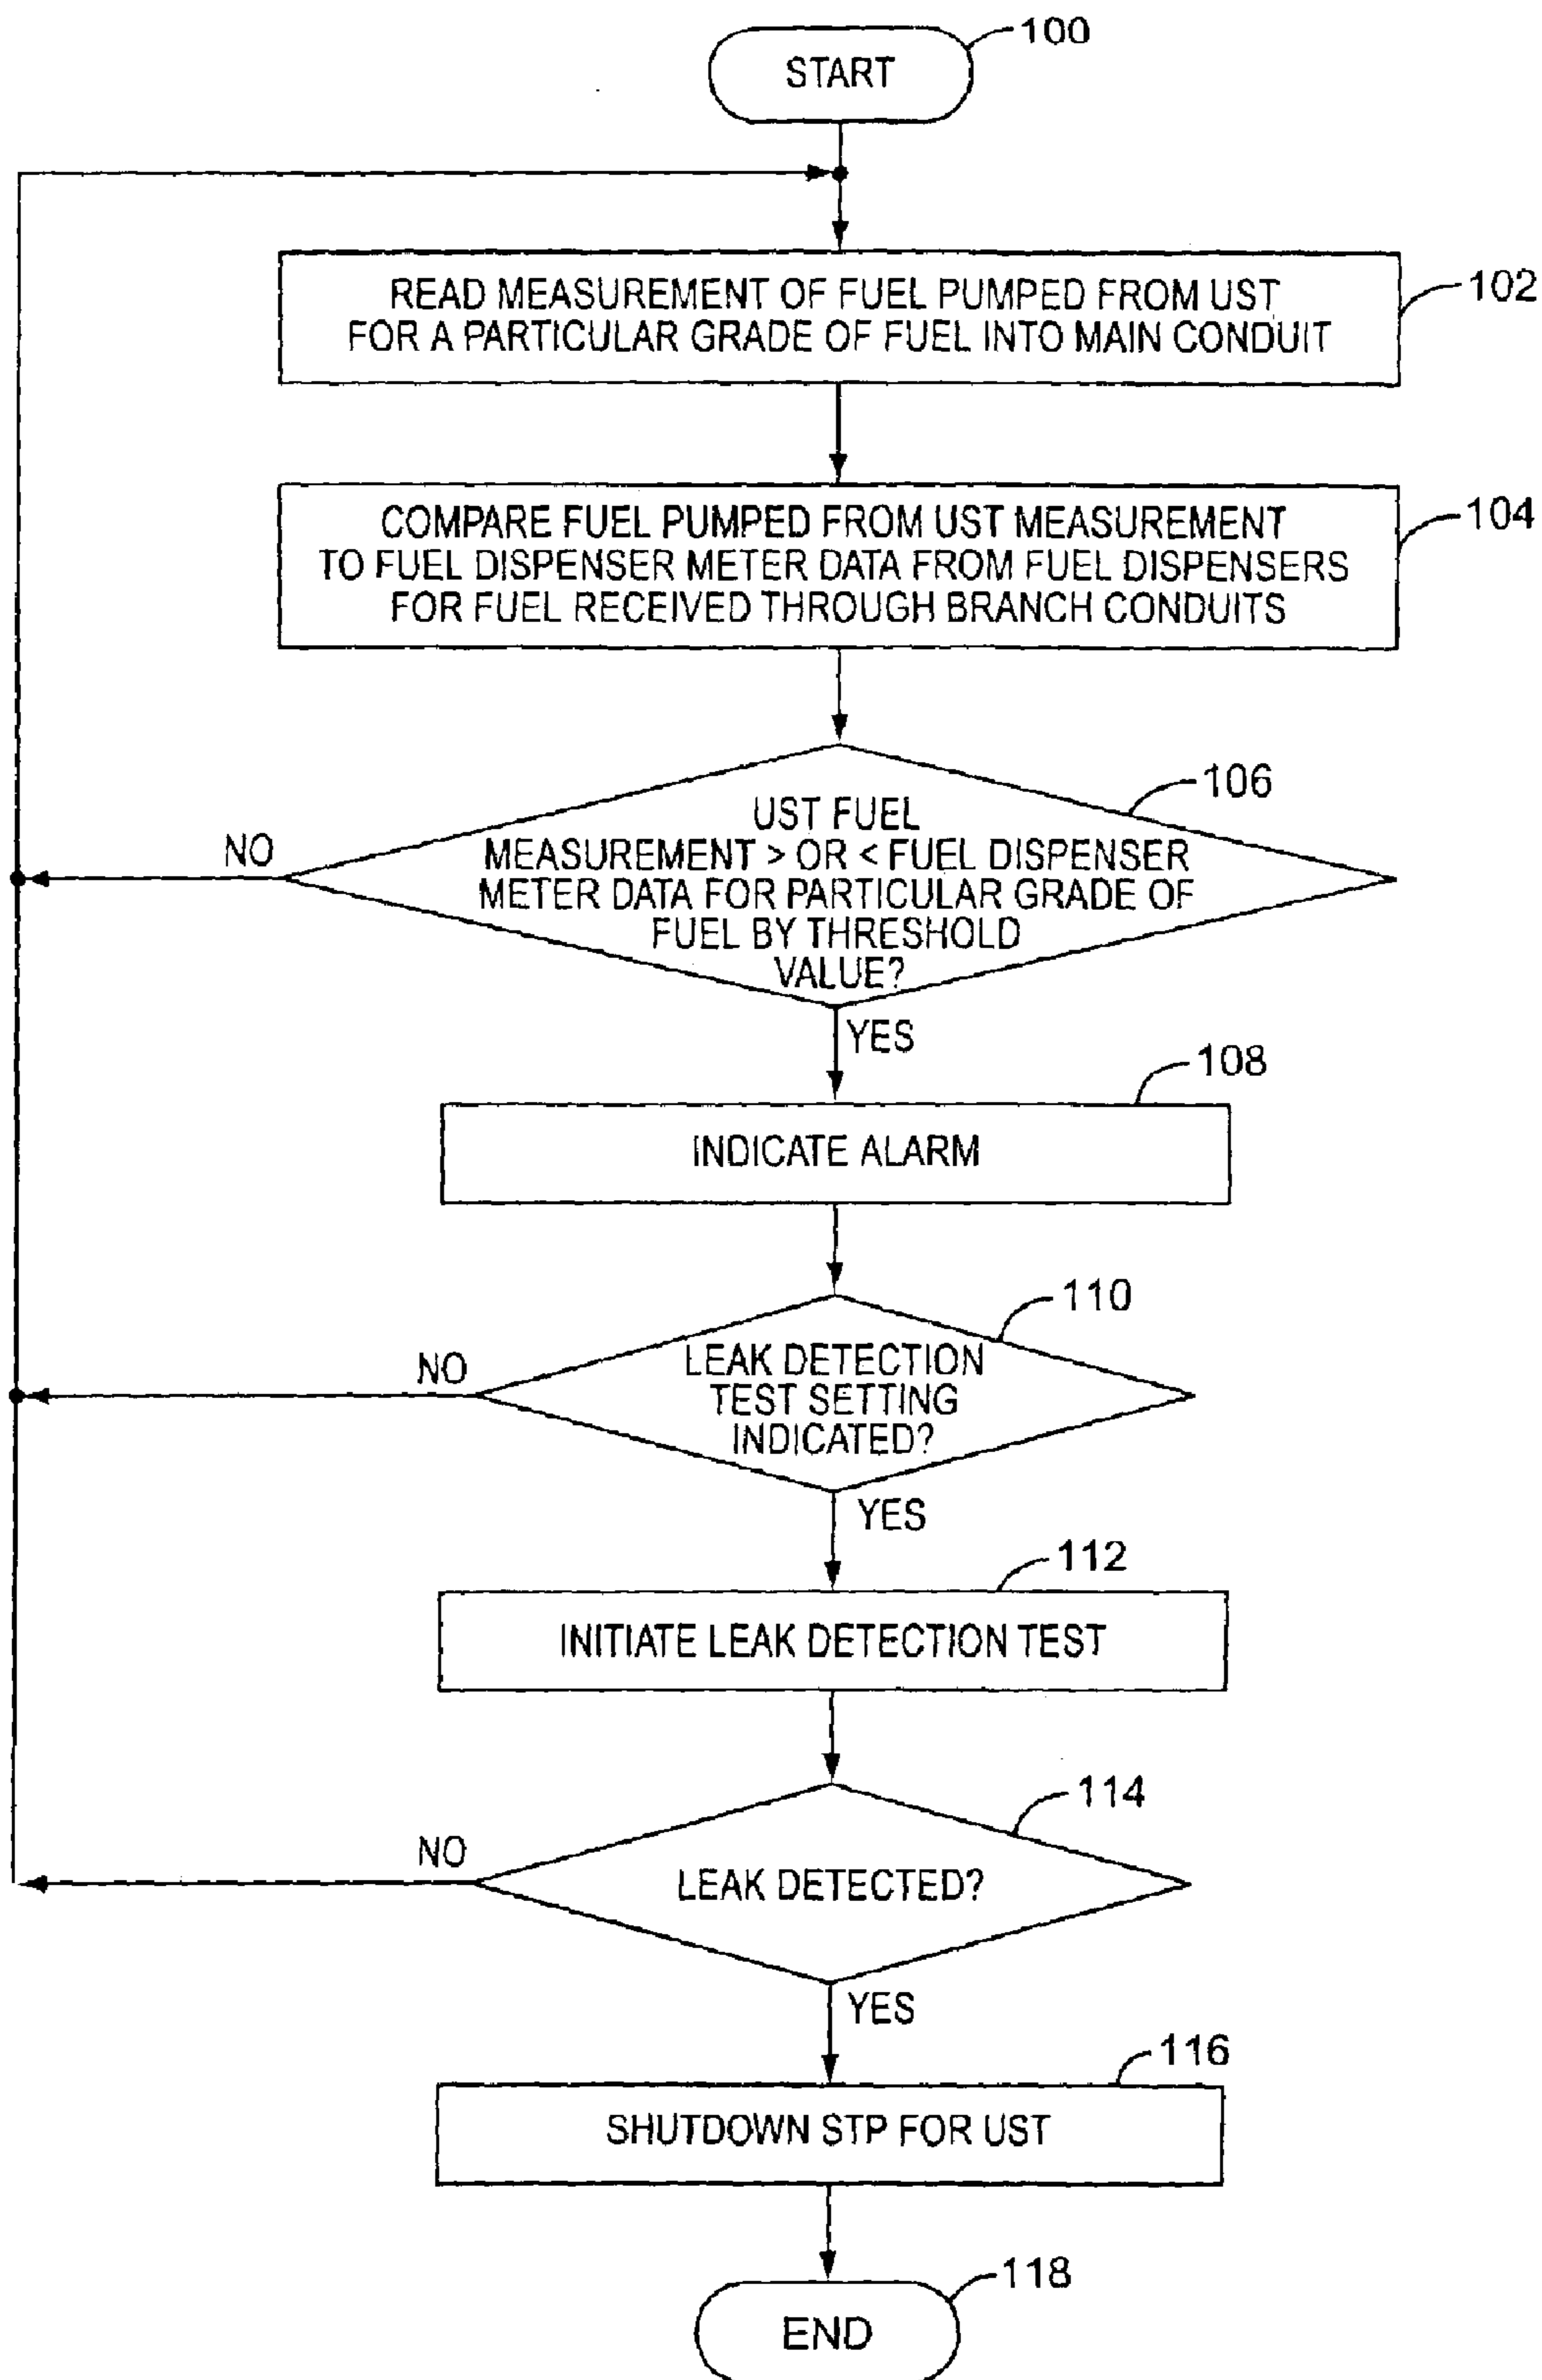 100
START
READ MEASUREMENT OF FUEL PUMPED FROM UST
FOR A PARTICULAR GRADE OF FUEL INTO MAIN CONDUIT
102
COMPARE FUEL PUMPED FROM UST MEASUREMENT
TO FUEL DISPENSER METER DATA FROM FUEL DISPENSERS
FOR FUEL RECEIVED THROUGH BRANCH CONDUITS
104
106
UST FUEL
MEASUREMENT > OR < FUEL DISPENSER
METER DATA FOR PARTICULAR GRADE OF
FUEL BY THRESHOLD
VALUE?
NO
YES
108
INDICATE ALARM
110
LEAK DETECTION
TEST SETTING
INDICATED?
NO
YES
112
INITIATE LEAK DETECTION TEST
114
LEAK DETECTED?
NO
YES
116
SHUTDOWN STP FOR UST
118
END